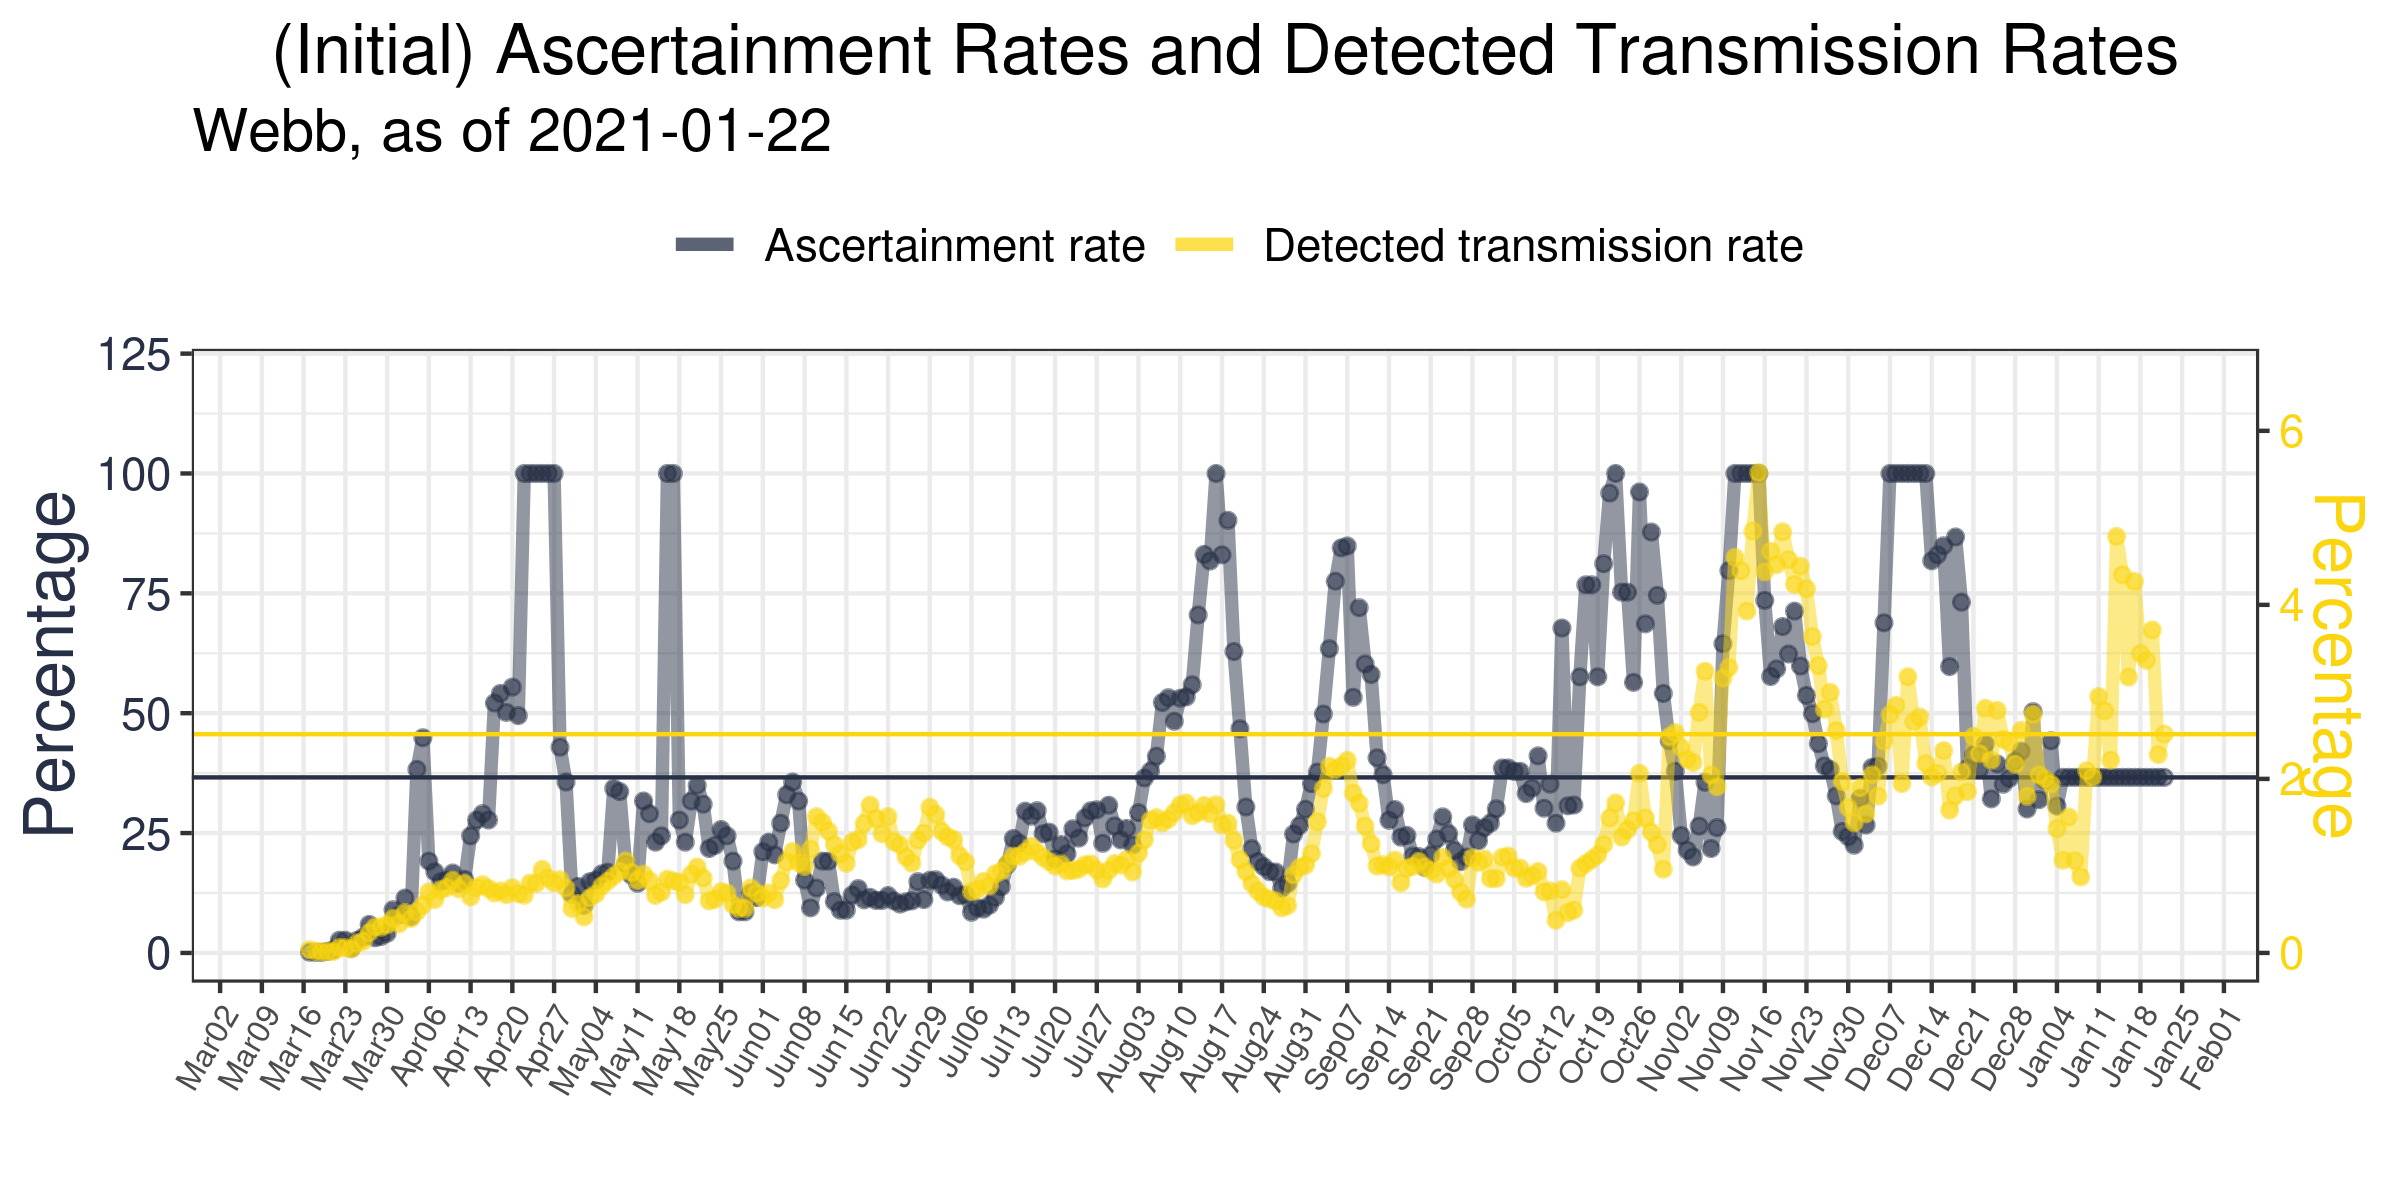 (Initial) Ascertainment Rates and Detected Transmission Rates
Webb, as of 2021-01-22
Ascertainment rate
Detected transmission rate
Percentage
125
100
75
50
25
0
6
4
2
0
Percentage
Mar02
Mar09
Mar16
Mar23
Mar30
Apr06
Apr13
Apr20
Apr27
May04
May11
May18
May25
Jun01
Jun08
Jun15
Jun22
Jun29
Jul06
Jul13
Jul20
Jul27
Aug03
Aug10
Aug17
Aug24
Aug31
Sep07
Sep14
Sep21
Sep28
Oct05
Oct12
Oct19
Oct26
Nov02
Nov09
Nov16
Nov23
Nov30
Dec07
Dec14
Dec21
Dec28
Jan04
Jan11
Jan18
Jan25
Feb01